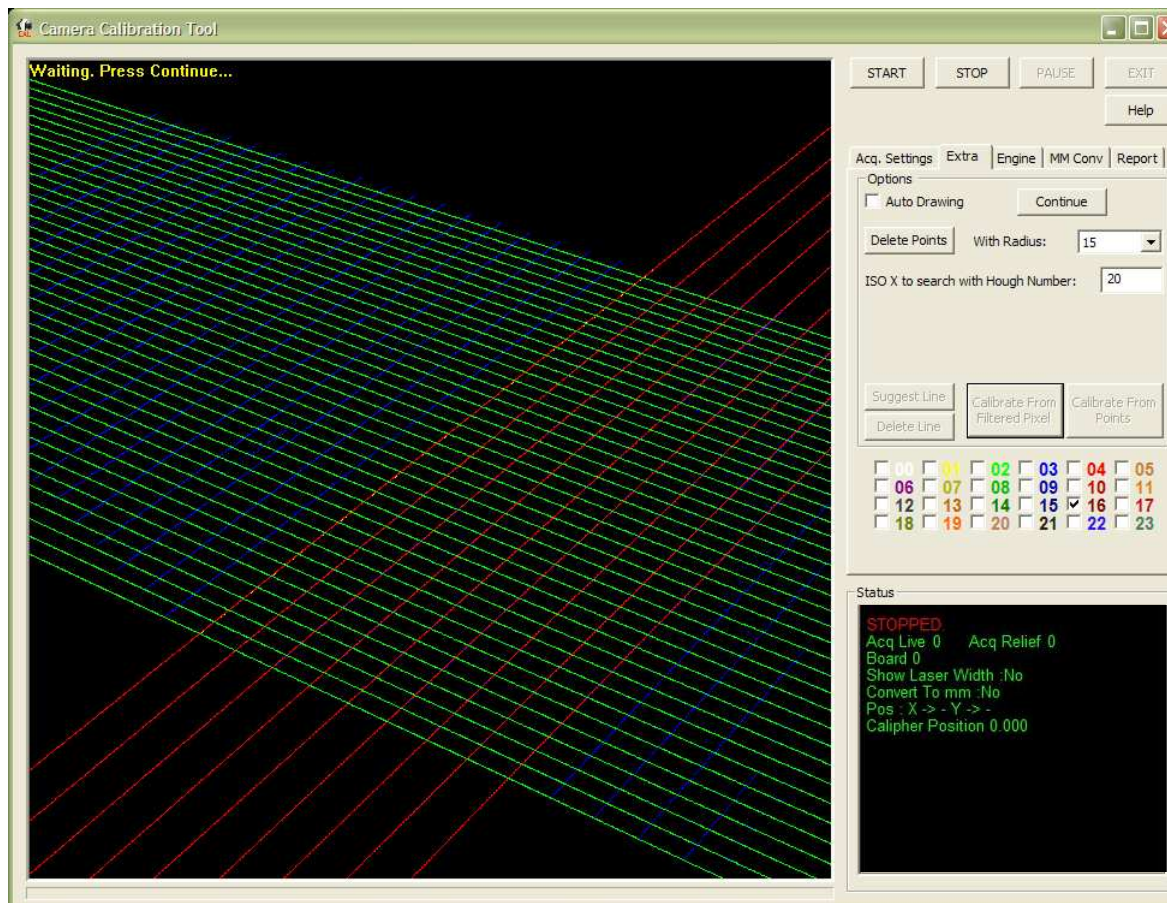 Camera Calibration Tool
Waiting. Press Continue...
START STOP PAUSE EXIT
Help
Acq. Settings Extra Engine MM Conv Report
Options
Auto Drawing Continue
Delete Points With Radius: 15
ISO X to search with Hough Number: 20
Suggest Line
Delete Line
Calibrate From
Filtered Pixel
Calibrate From
Points
00 01 02 03 04 05
06 07 08 09 10 11
12 13 14 15 16 17
18 19 20 21 22 23
Status
STOPPED
Acq Live 0 Acq Relief 0
Board 0
Show Laser Width :No
Convert To mm :No
Pos : X -> - Y -> -
Calipher Position 0.000